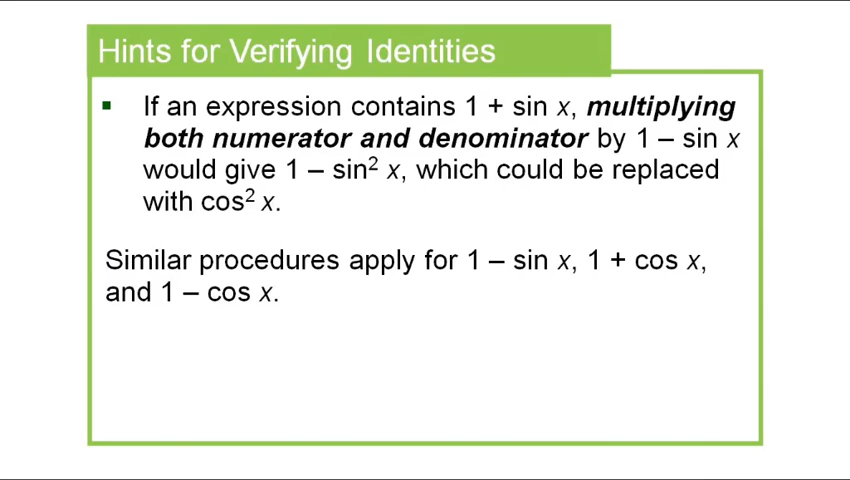 Hints for Verifying Identities
▪ If an expression contains 1 + sin x, multiplying
both numerator and denominator by 1 – sin x
would give 1 – sin² x, which could be replaced
with cos² x.
Similar procedures apply for 1 – sin x, 1 + cos x,
and 1 – cos x.